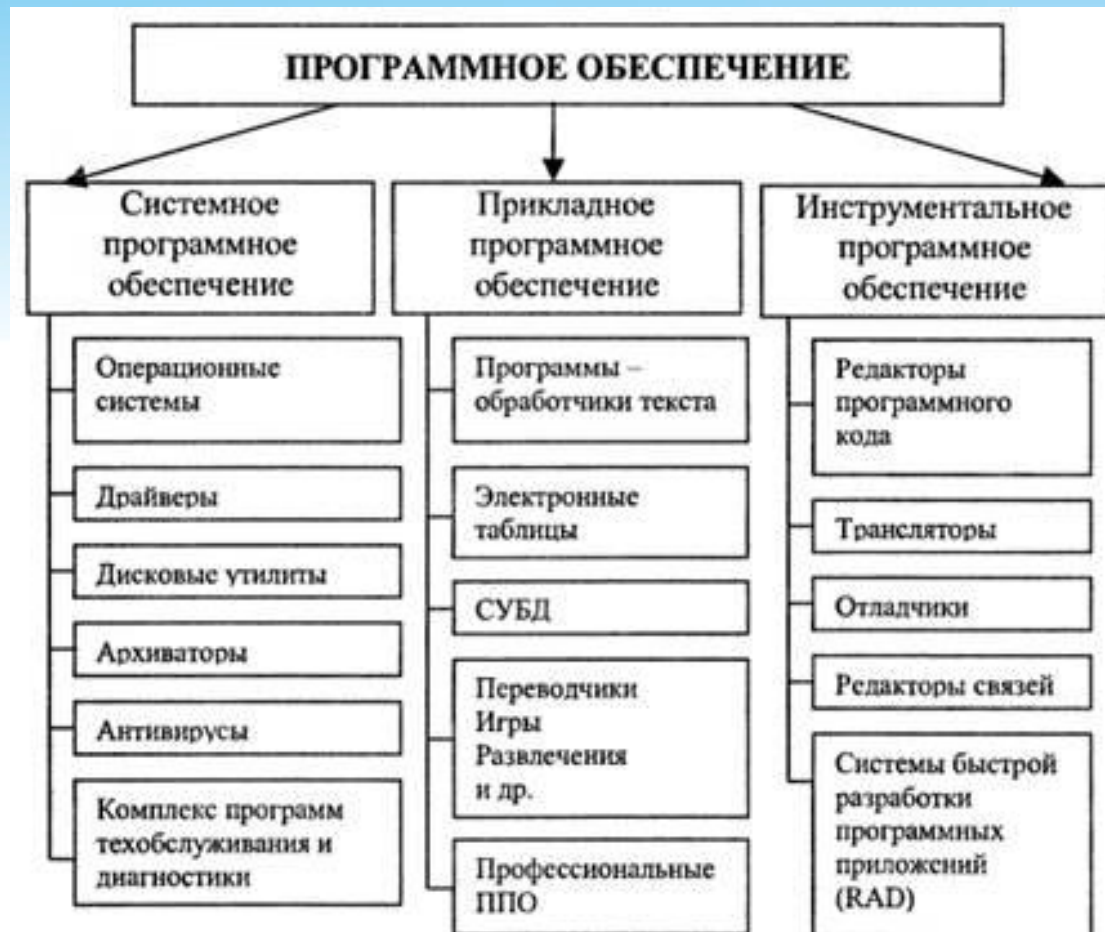 ПРОГРАММНОЕ ОБЕСПЕЧЕНИЕ
Системное
программное
обеспечение
Операционные
системы
Драйверы
Дисковые утилиты
Архиваторы
Антивирусы
Комплекс программ
техобслуживания и
диагностики
Прикладное
программное
обеспечение
Программы –
обработчики текста
Электронные
таблицы
СУБД
Переводчики
Игры
Развлечения
и др.
Профессиональные
ППО
Инструментальное
программное
обеспечение
Редакторы
программного
кода
Трансляторы
Отладчики
Редакторы связей
Системы быстрой
разработки
программных
приложений
(RAD)